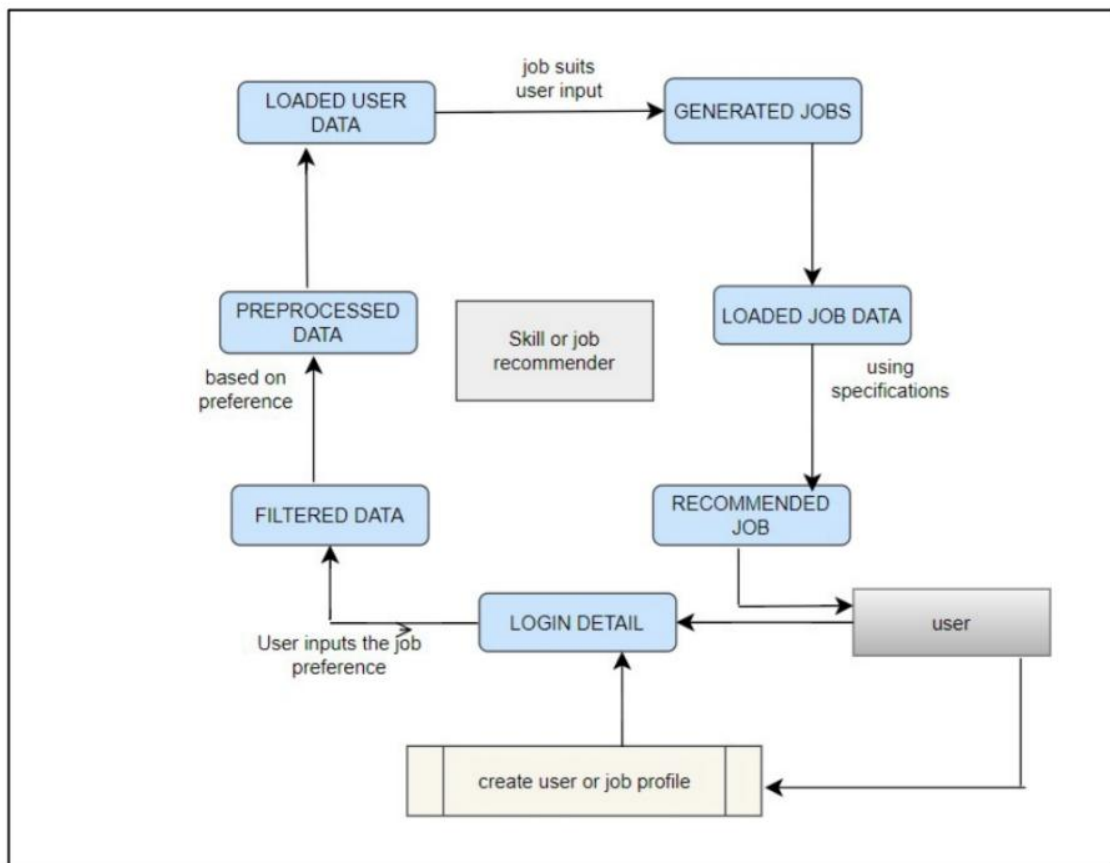 job suits
user input
LOADED USER
DATA
GENERATED JOBS
PREPROCESSED
DATA
Skill or job
recommender
LOADED JOB DATA
based on
preference
using
specifications
FILTERED DATA
RECOMMENDED
JOB
User inputs the job
preference
LOGIN DETAIL
user
create user or job profile